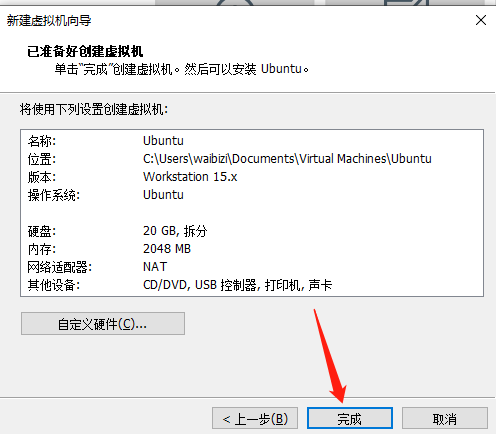 新建虚拟机向导
已准备好创建虚拟机
单击“完成”创建虚拟机。然后可以安装 Ubuntu。
将使用下列设置创建虚拟机:
名称: Ubuntu
位置: C:\Users\waibizi\Documents\Virtual Machines\Ubuntu
版本: Workstation 15.x
操作系统: Ubuntu
硬盘: 20 GB, 拆分
内存: 2048 MB
网络适配器: NAT
其他设备: CD/DVD, USB 控制器, 打印机, 声卡
自定义硬件(C)...
< 上一步(B) 完成 取消